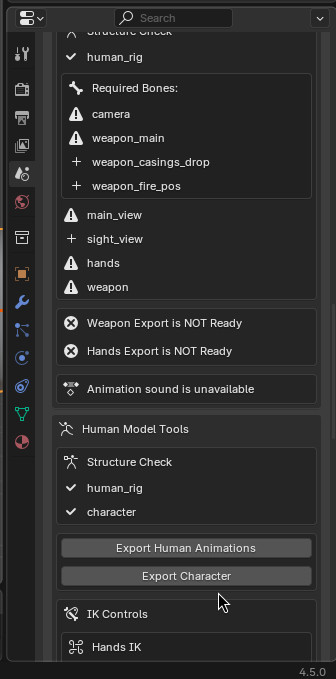 Search
Structure Check
human_rig
Required Bones:
camera
weapon_main
weapon_casings_drop
weapon_fire_pos
main_view
sight_view
hands
weapon
Weapon Export is NOT Ready
Hands Export is NOT Ready
Animation sound is unavailable
Human Model Tools
Structure Check
human_rig
character
Export Human Animations
Export Character
IK Controls
Hands IK
4.5.0